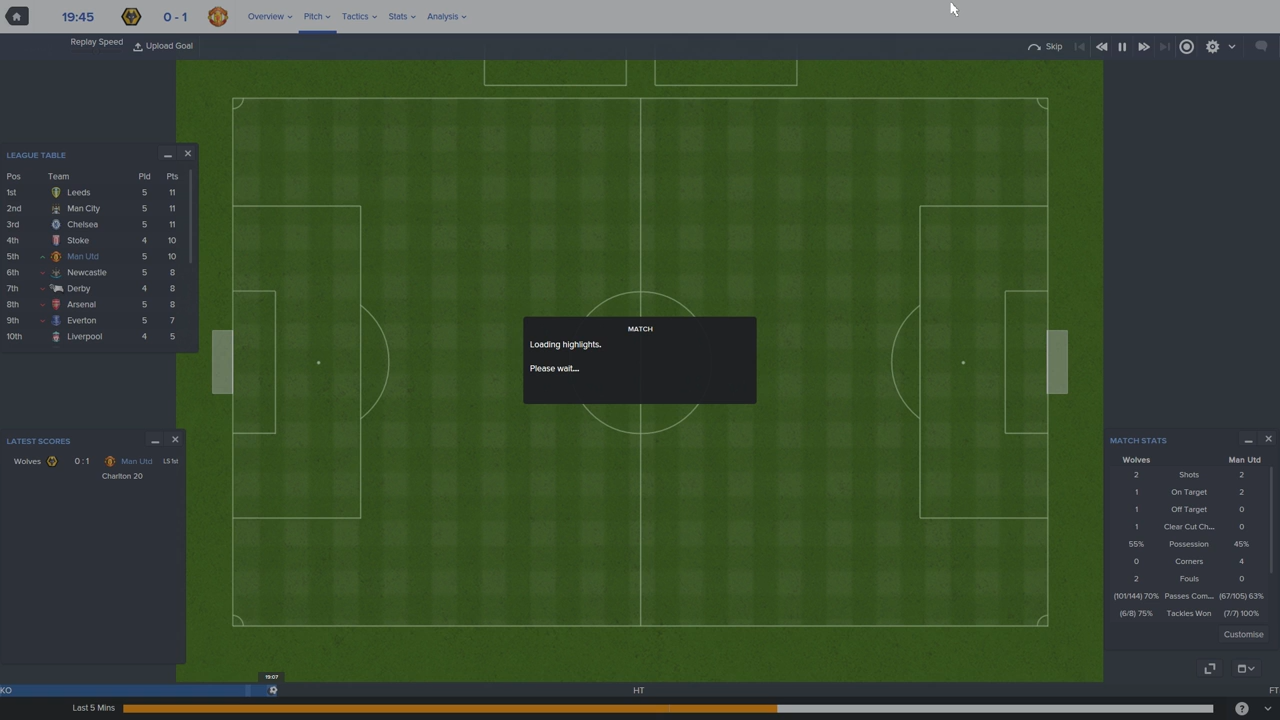 19:45 0 - 1 Overview Pitch Tactics Stats Analysis
Replay Speed Upload Goal Skip
LEAGUE TABLE
Pos Team Pld Pts
1st Leeds 5 11
2nd Man City 5 11
3rd Chelsea 5 11
4th Stoke 4 10
5th Man Utd 5 10
6th Newcastle 5 8
7th Derby 4 8
8th Arsenal 5 8
9th Everton 5 7
10th Liverpool 4 5
MATCH
Loading highlights.
Please wait...
LATEST SCORES
Wolves 0 : 1 Man Utd LS 1st
Charlton 20
MATCH STATS
Wolves Man Utd
2 Shots 2
1 On Target 2
1 Off Target 0
1 Clear Cut Ch... 0
55% Possession 45%
0 Corners 4
2 Fouls 0
(101/144) 70% Passes Com... (67/105) 63%
(6/8) 75% Tackles Won (7/7) 100%
Customise
19:07
KO HT FT
Last 5 Mins ?